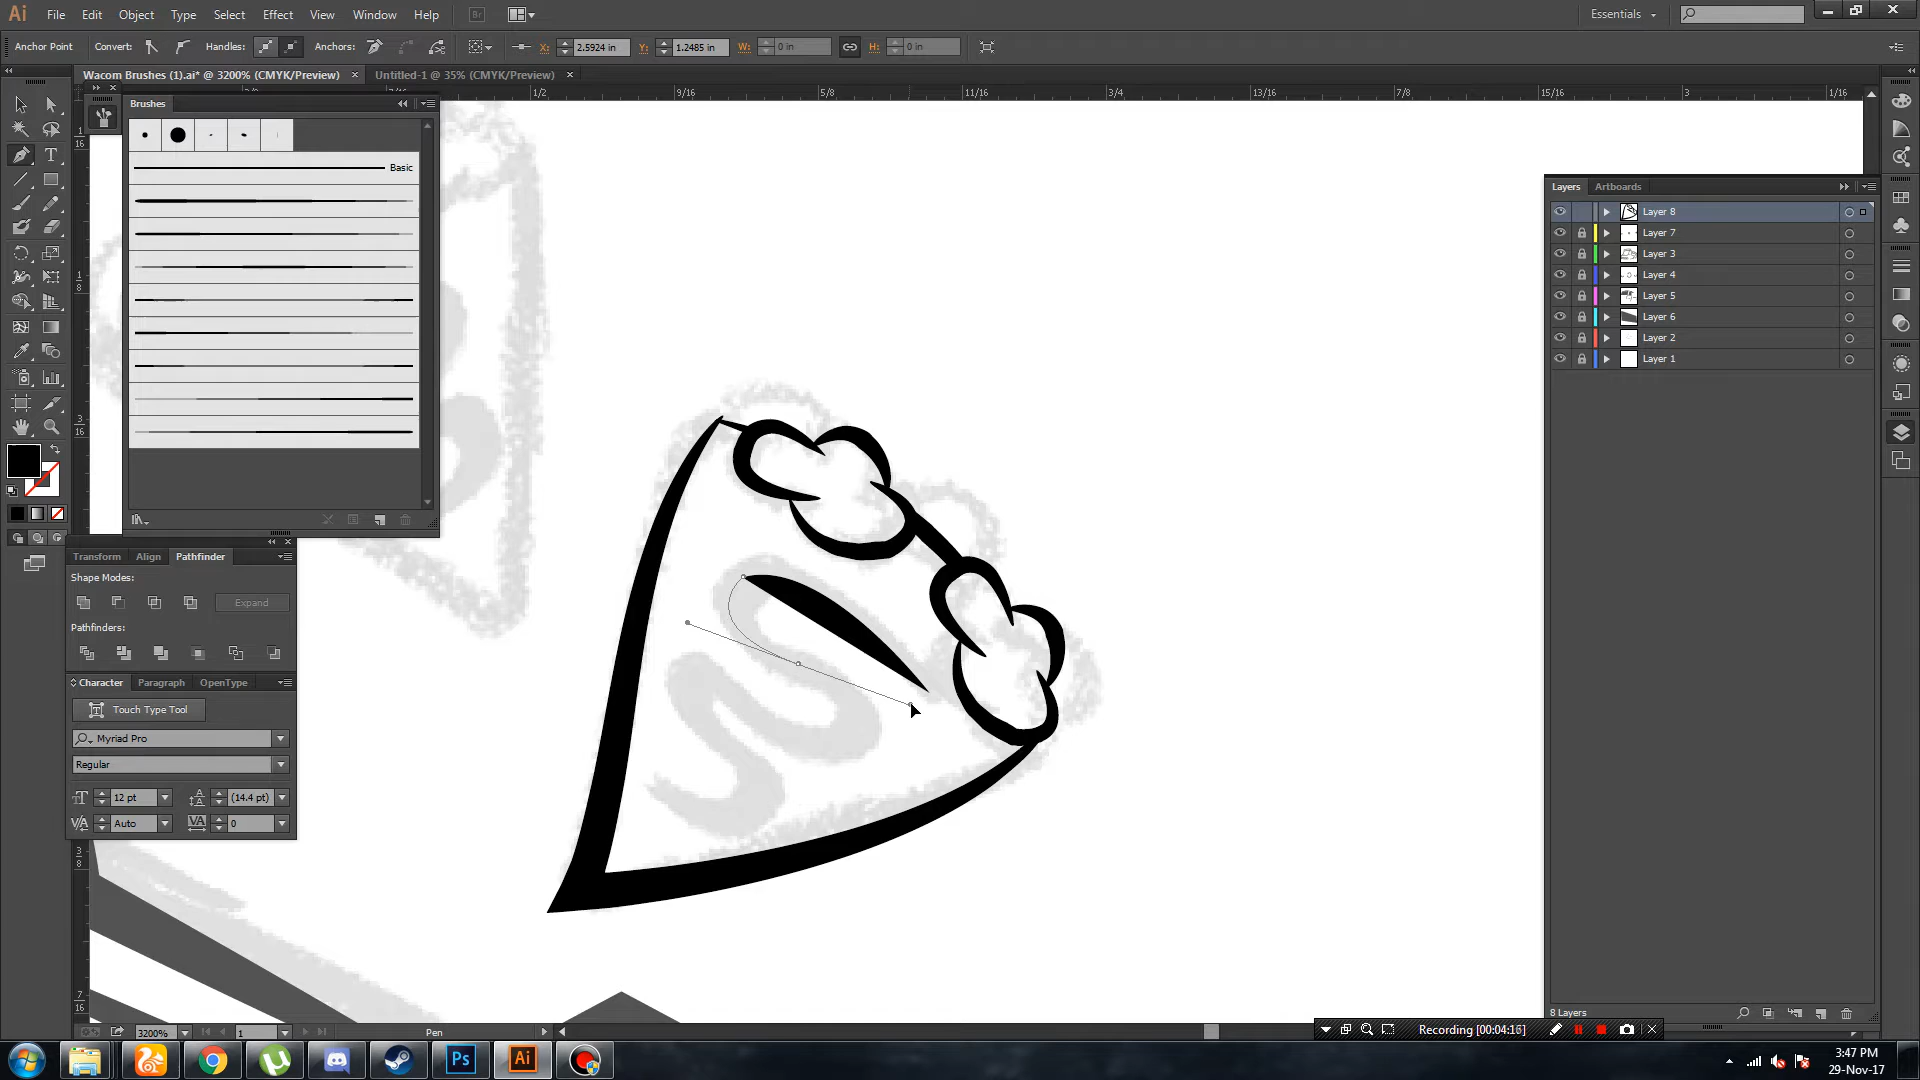 Ai File Edit Object Type Select Effect View Window Help Br Essentials
Anchor Point Convert: Handles: Anchors: X: 2.5924 in Y: 1.2485 in W: 0 in H: 0 in
Wacom Brushes (1).ai* @ 3200% (CMYK/Preview) Untitled-1 @ 35% (CMYK/Preview)
1/2 9/16 5/8 11/16 3/4 13/16 7/8 15/16 3 1/16
Brushes
Basic
Transform Align Pathfinder
Shape Modes:
Expand
Pathfinders:
Character Paragraph OpenType
Touch Type Tool
Myriad Pro
Regular
12 pt (14.4 pt)
Auto 0
Layers Artboards
Layer 8
Layer 7
Layer 3
Layer 4
Layer 5
Layer 6
Layer 2
Layer 1
8 Layers
3200% 1 Pen
Recording [00:04:16]
Ps Ai
3:47 PM
29-Nov-17